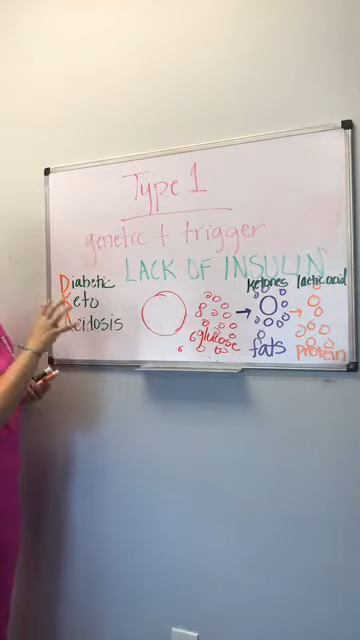 Type 1
genetic + trigger
LACK OF INSULIN
Diabetic
Keto
Acidosis
ketones
lactic acid
glucose
fats
protein